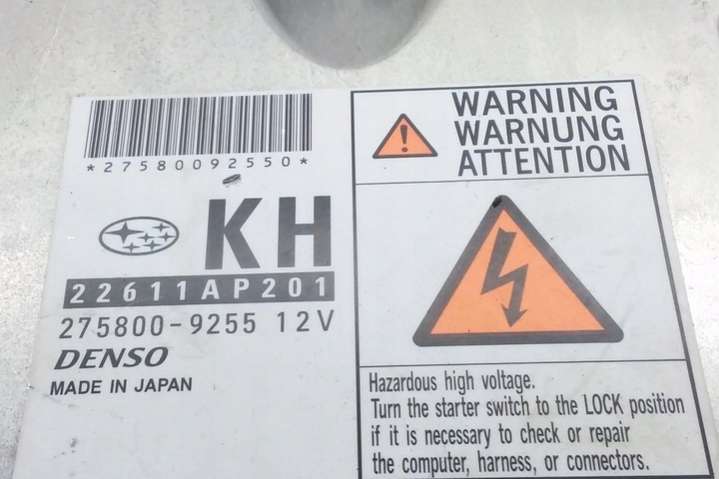 *27580092550*
KH
22611AP201
275800-9255 12V
DENSO
MADE IN JAPAN
WARNING
WARNUNG
ATTENTION
Hazardous high voltage.
Turn the starter switch to the LOCK position
if it is necessary to check or repair
the computer, harness, or connectors.